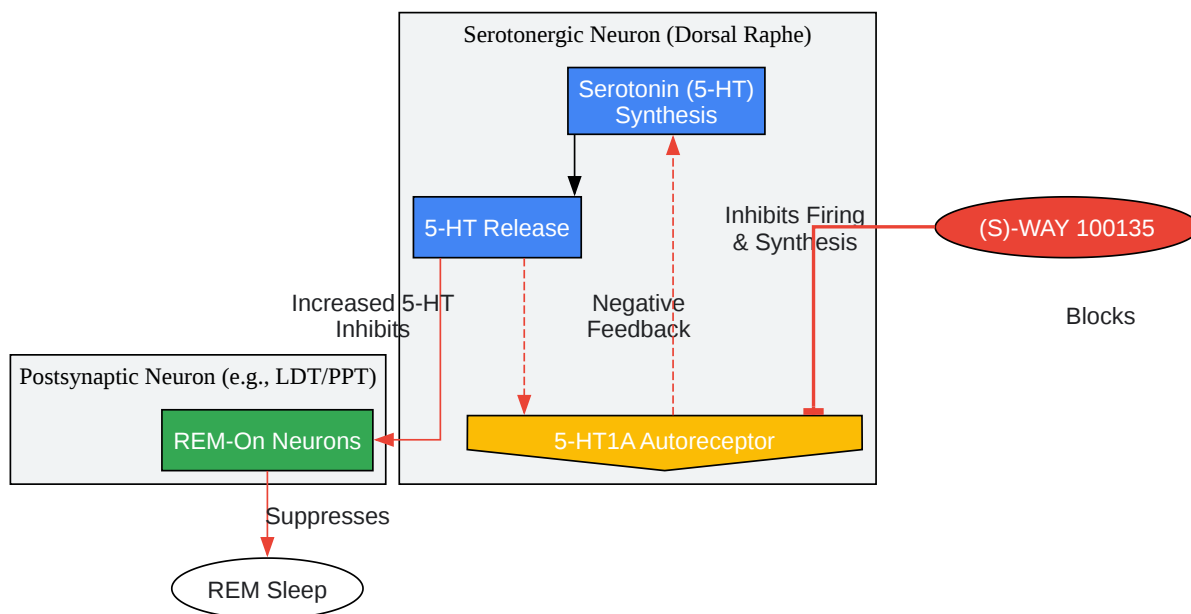 Serotonergic Neuron (Dorsal Raphe)
Serotonin (5-HT)
Synthesis
5-HT Release
Inhibits Firing
& Synthesis
(S)-WAY 100135
Increased 5-HT
Inhibits
Negative
Feedback
Blocks
Postsynaptic Neuron (e.g., LDT/PPT)
REM-On Neurons
5-HT1A Autoreceptor
Suppresses
REM Sleep